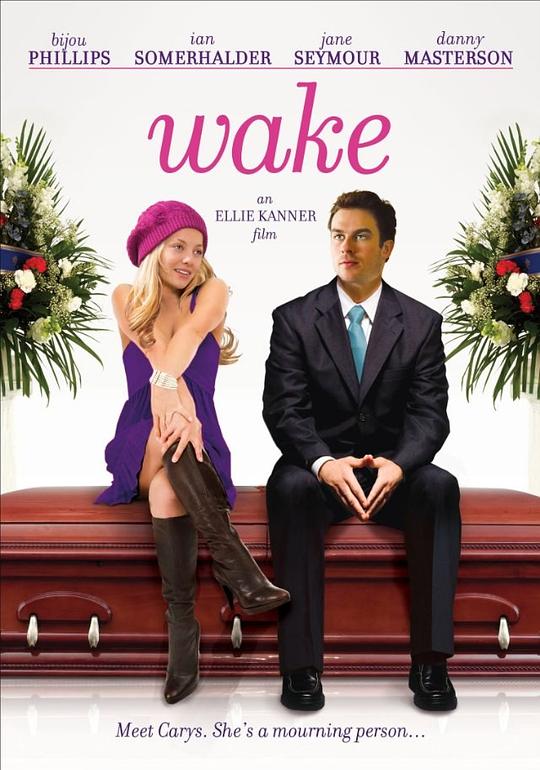 bijou ian jane danny
PHILLIPS SOMERHALDER SEYMOUR MASTERSON
wake
an
ELLIE KANNER
film
Meet Carys. She's a mourning person...